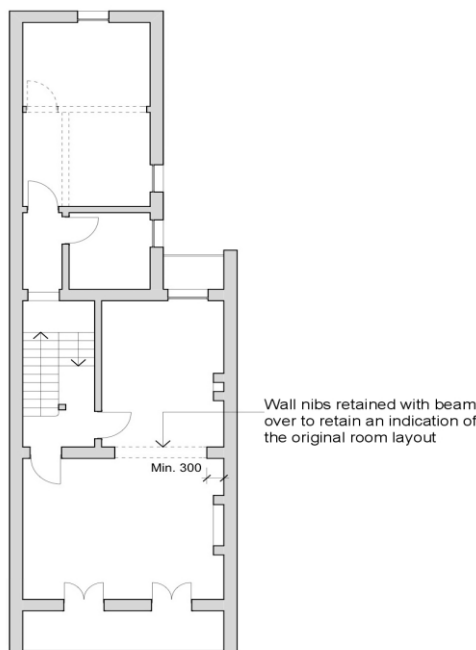 Wall nibs retained with beam
over to retain an indication of
the original room layout
Min. 300